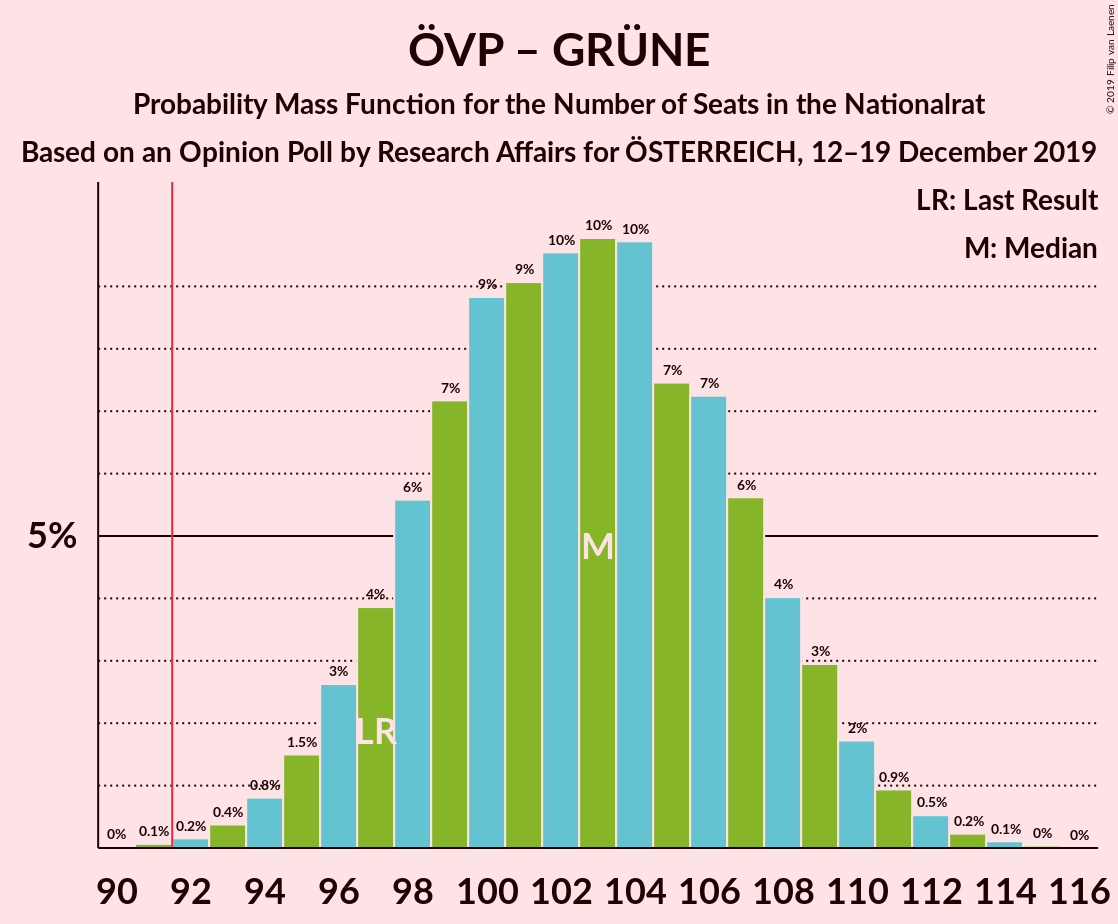 ÖVP – GRÜNE
Probability Mass Function for the Number of Seats in the Nationalrat
Based on an Opinion Poll by Research Affairs for ÖSTERREICH, 12–19 December 2019
© 2019 Filip van Laenen
LR: Last Result
M: Median
5%
0% 0.1% 0.2% 0.4% 0.8% 1.5% 3% 4% 6% 7% 9% 9% 10% 10% 10% 7% 7% 6% 4% 3% 2% 0.9% 0.5% 0.2% 0.1% 0% 0%
M
LR
90 92 94 96 98 100 102 104 106 108 110 112 114 116